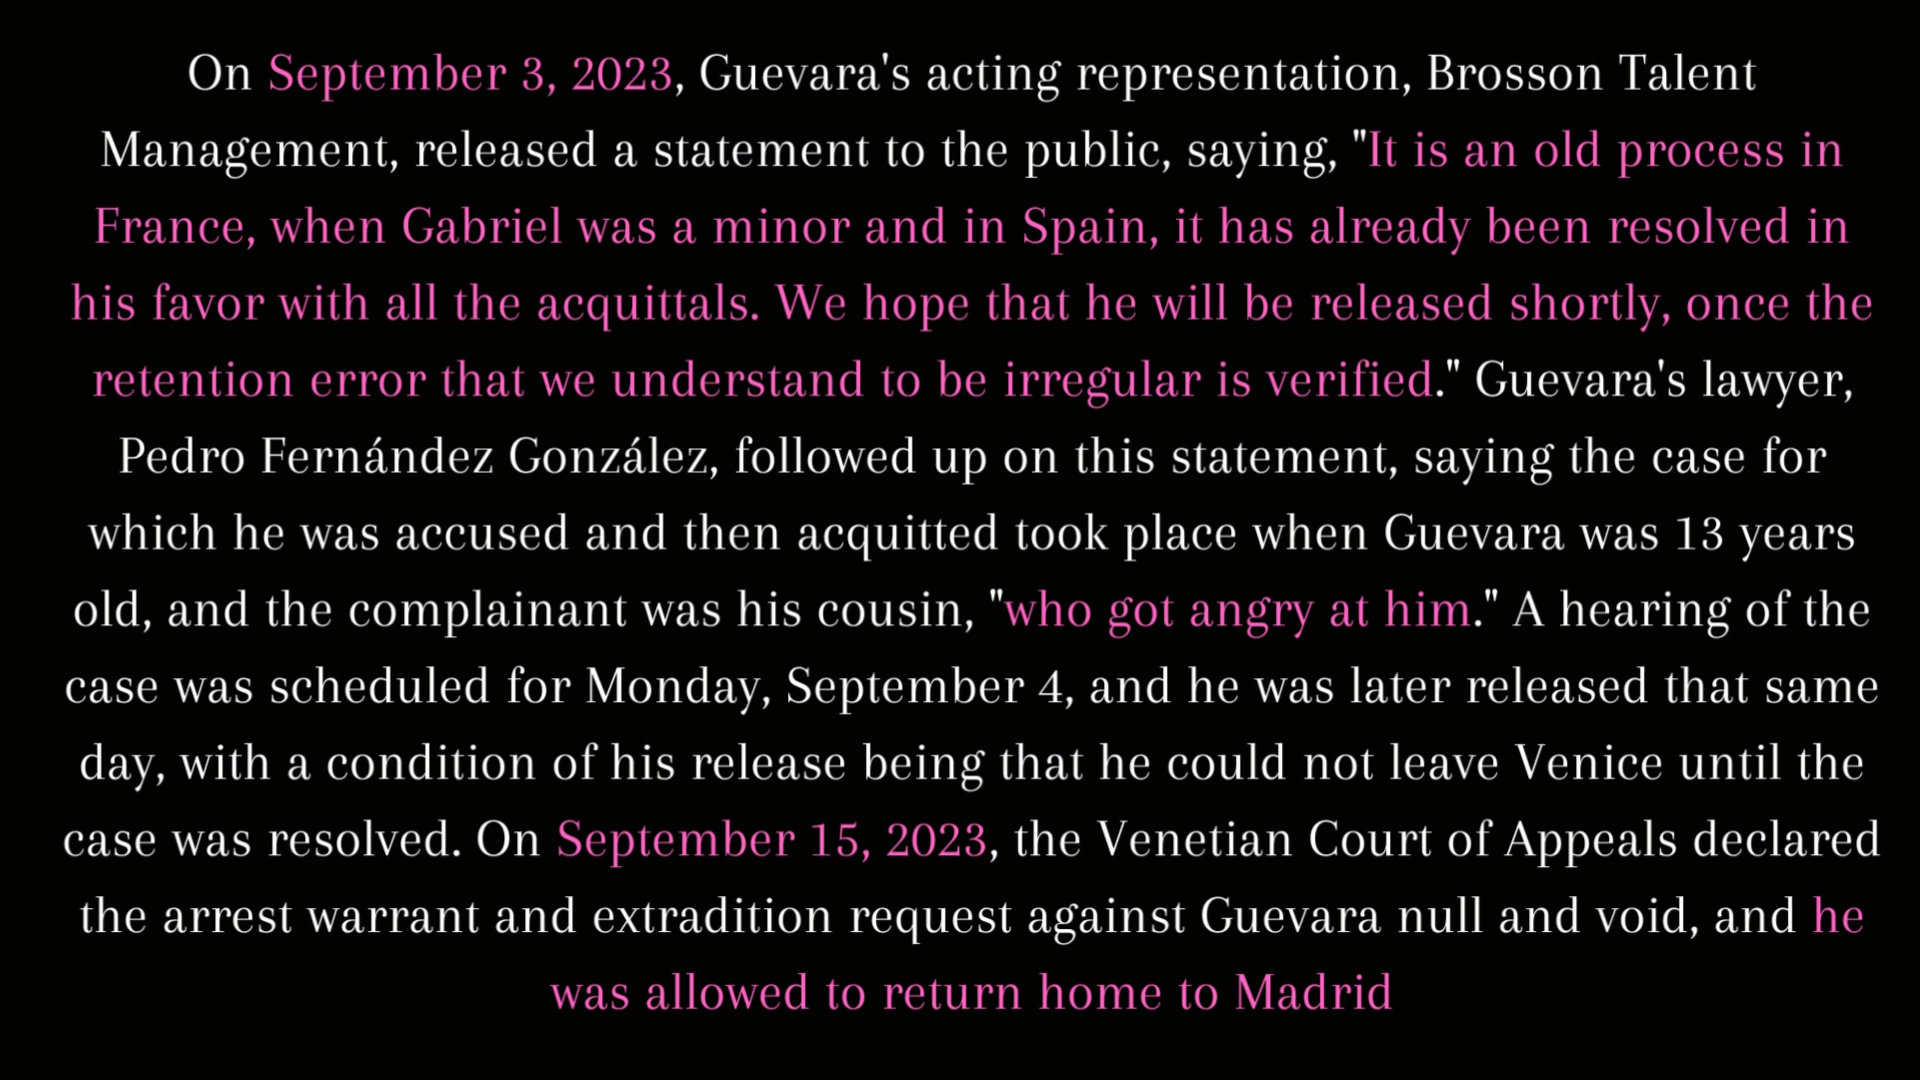 On September 3, 2023, Guevara's acting representation, Brosson Talent
Management, released a statement to the public, saying, "It is an old process in
France, when Gabriel was a minor and in Spain, it has already been resolved in
his favor with all the acquittals. We hope that he will be released shortly, once the
retention error that we understand to be irregular is verified." Guevara's lawyer,
Pedro Fernández González, followed up on this statement, saying the case for
which he was accused and then acquitted took place when Guevara was 13 years
old, and the complainant was his cousin, "who got angry at him." A hearing of the
case was scheduled for Monday, September 4, and he was later released that same
day, with a condition of his release being that he could not leave Venice until the
case was resolved. On September 15, 2023, the Venetian Court of Appeals declared
the arrest warrant and extradition request against Guevara null and void, and he
was allowed to return home to Madrid